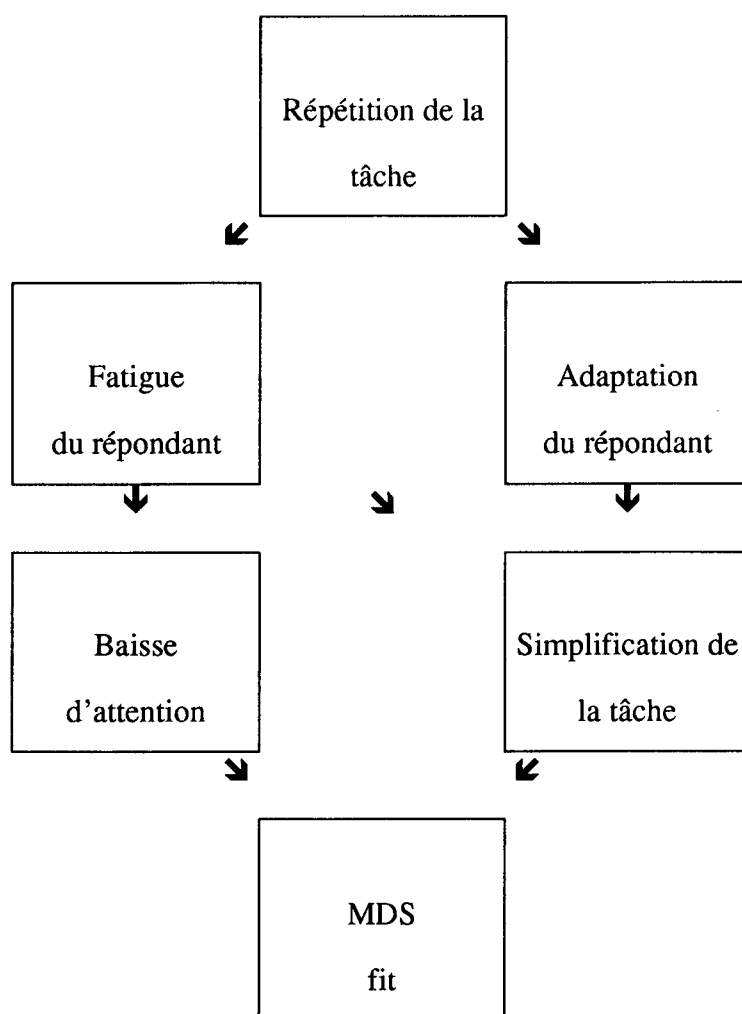 Répétition de la
tâche
Fatigue
du répondant
Adaptation
du répondant
Baisse
d'attention
Simplification de
la tâche
MDS
fit